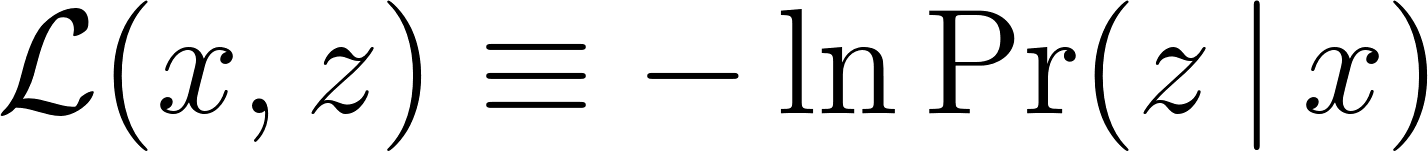 𝓛(x, z) ≡ − ln Pr(z | x)